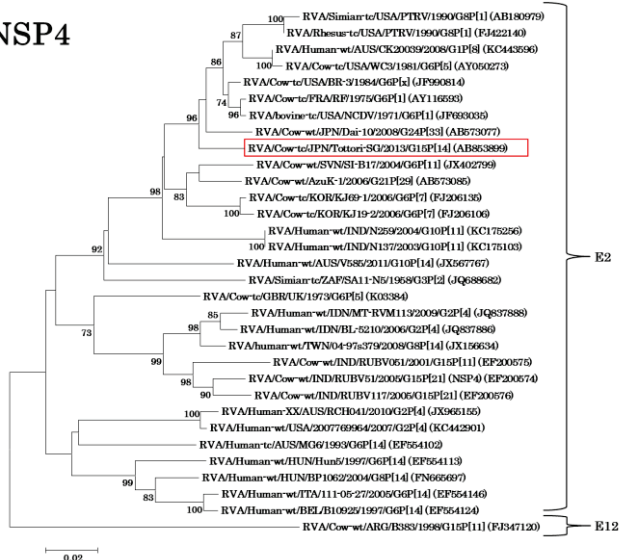 NSP4
100
RVA/Simian-tc/USA/PTRV/1990/G8P[1] (AB180979)
RVA/Rhesus-tc/USA/PTRV/1990/G8P[1] (FJ422140)
87
RVA/Human-wt/AUS/CK20039/2008/G1P[8] (KC443596)
100
RVA/Cow-tc/USA/WC3/1981/G6P[5] (AY050273)
86
RVA/Cow-tc/USA/BR-3/1984/G6P[x] (JF990814)
74
RVA/Cow-tc/FRA/RF/1975/G6P[1] (AY116593)
96
RVA/bovine-tc/USA/NCDV/1971/G6P[1] (JF693035)
96
RVA/Cow-wt/JPN/Dai-10/2008/G24P[33] (AB573077)
RVA/Cow-tc/JPN/Tottori-SG/2013/G15P[14] (AB853899)
RVA/Cow-wt/SVN/SI-B17/2004/G6P[11] (JX402799)
98
RVA/Cow-wt/AzuK-1/2006/G21P[29] (AB573085)
83
RVA/Cow-tc/KOR/KJ69-1/2006/G6P[7] (FJ206135)
100
RVA/Cow-tc/KOR/KJ19-2/2006/G6P[7] (FJ206106)
RVA/Human-wt/IND/N259/2004/G10P[11] (KC175256)
100
RVA/Human-wt/IND/N137/2003/G10P[11] (KC175103)
92
E2
RVA/Human-wt/AUS/V585/2011/G10P[14] (JX567767)
RVA/Simian-tc/ZAF/SA11-N5/1958/G3P[2] (JQ688682)
RVA/Cow-tc/GBR/UK/1973/G6P[5] (K03384)
85
RVA/Human-wt/IDN/MT-RVM113/2009/G2P[4] (JQ837888)
73
98
RVA/Human-wt/IDN/BL-5210/2006/G2P[4] (JQ837886)
RVA/human-wt/TWN/04-97s379/2008/G8P[14] (JX156634)
99
RVA/Cow-wt/IND/RUBV051/2001/G15P[11] (EF200575)
98
RVA/Cow-wt/IND/RUBV51/2005/G15P[21] (NSP4) (EF200574)
90
RVA/Cow-wt/IND/RUBV117/2005/G15P[21] (EF200576)
100
RVA/Human-XX/AUS/RCH041/2010/G2P[4] (JX965155)
RVA/Human-wt/USA/2007769964/2007/G2P[4] (KC442901)
RVA/Human-tc/AUS/MG6/1993/G6P[14] (EF554102)
RVA/Human-wt/HUN/Hun5/1997/G6P[14] (EF554113)
99
RVA/Human-wt/HUN/BP1062/2004/G8P[14] (FN665697)
83
RVA/Human-wt/ITA/111-05-27/2005/G6P[14] (EF554146)
100
RVA/Human-wt/BEL/B10925/1997/G6P[14] (EF554124)
RVA/Cow-wt/ARG/B383/1998/G15P[11] (FJ347120)
E12
0.02